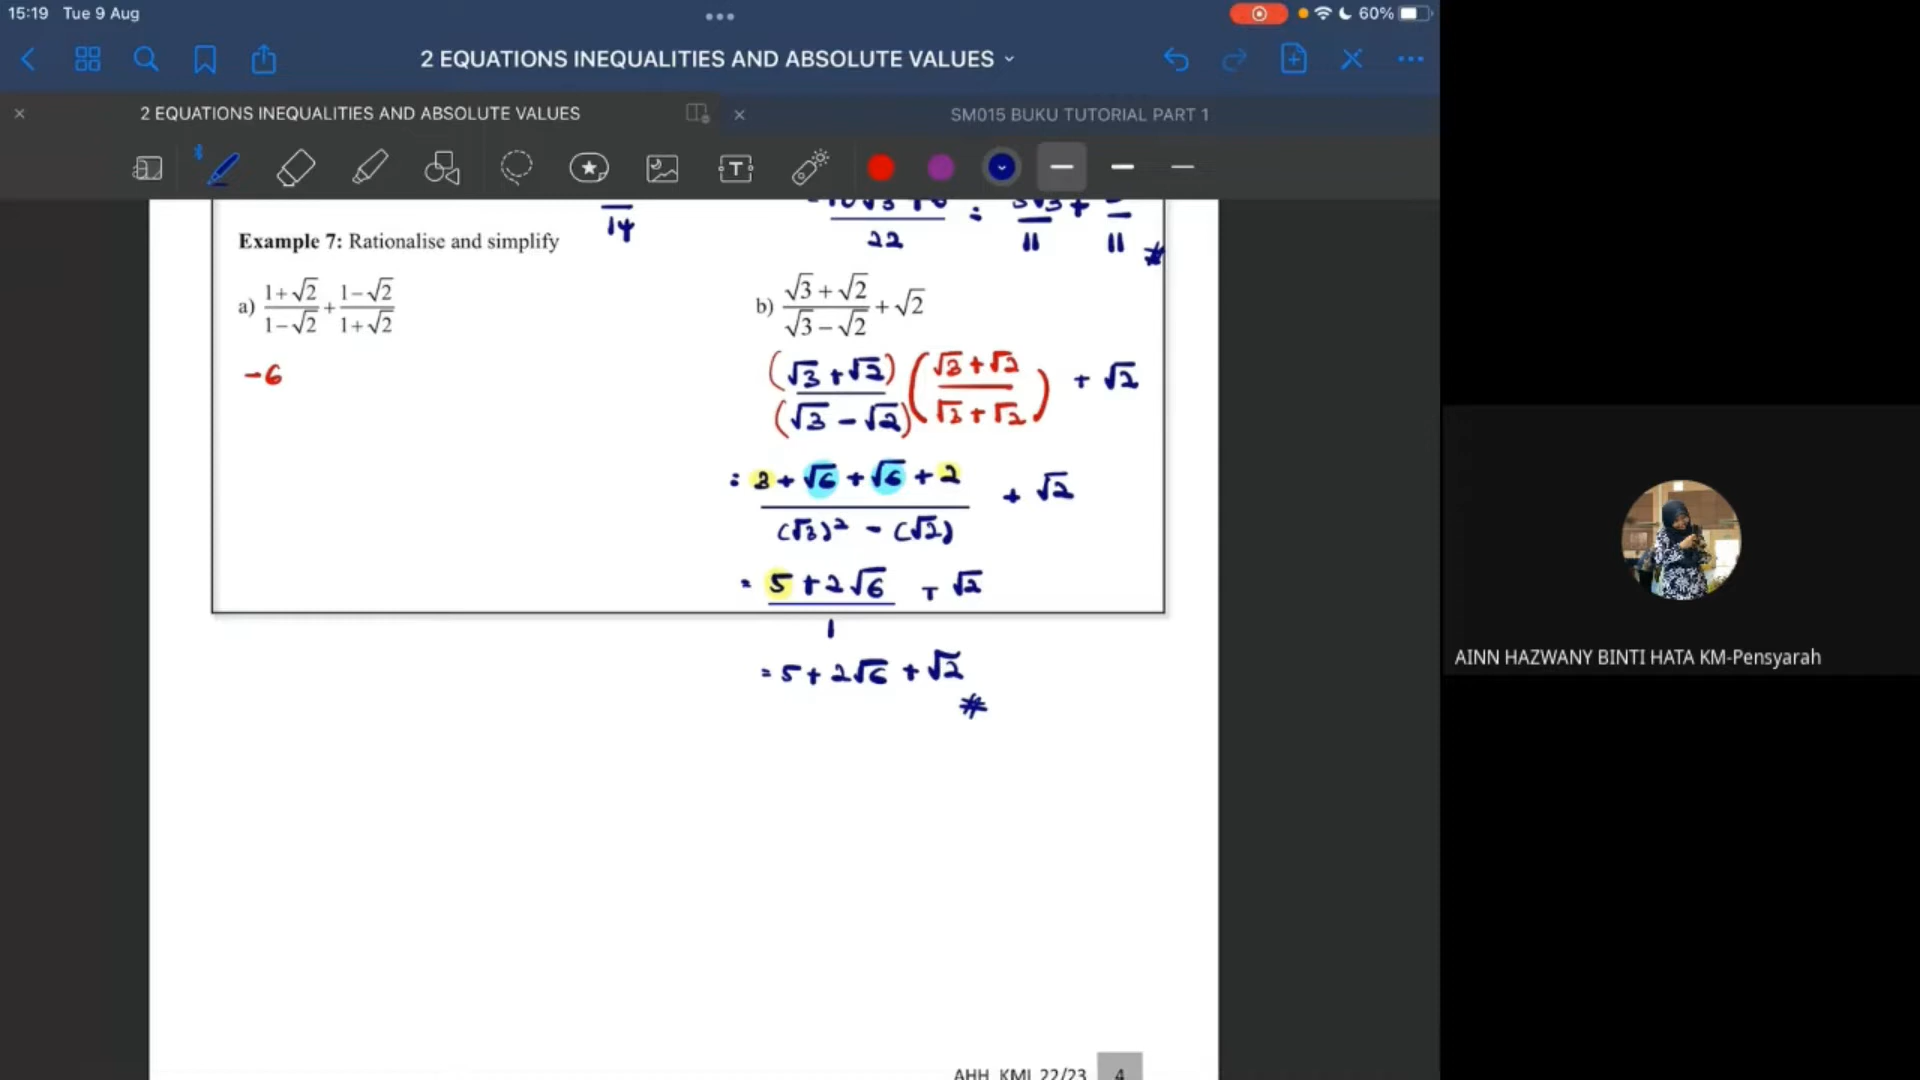 15:19 Tue 9 Aug
60%
2 EQUATIONS INEQUALITIES AND ABSOLUTE VALUES
2 EQUATIONS INEQUALITIES AND ABSOLUTE VALUES
SM015 BUKU TUTORIAL PART 1
14
22 = 11 11 *
Example 7: Rationalise and simplify
a) (1+√2)/(1−√2) + (1−√2)/(1+√2)
-6
b) (√3+√2)/(√3−√2) + √2
(√3+√2)/(√3−√2) ((√3+√2)/(√3+√2)) + √2
= (3+√6+√6+2)/((√3)² − (√2)) + √2
= (5+2√6)/1 + √2
= 5+2√6+√2
#
AINN HAZWANY BINTI HATA KM-Pensyarah
AHH_KML22/23 4